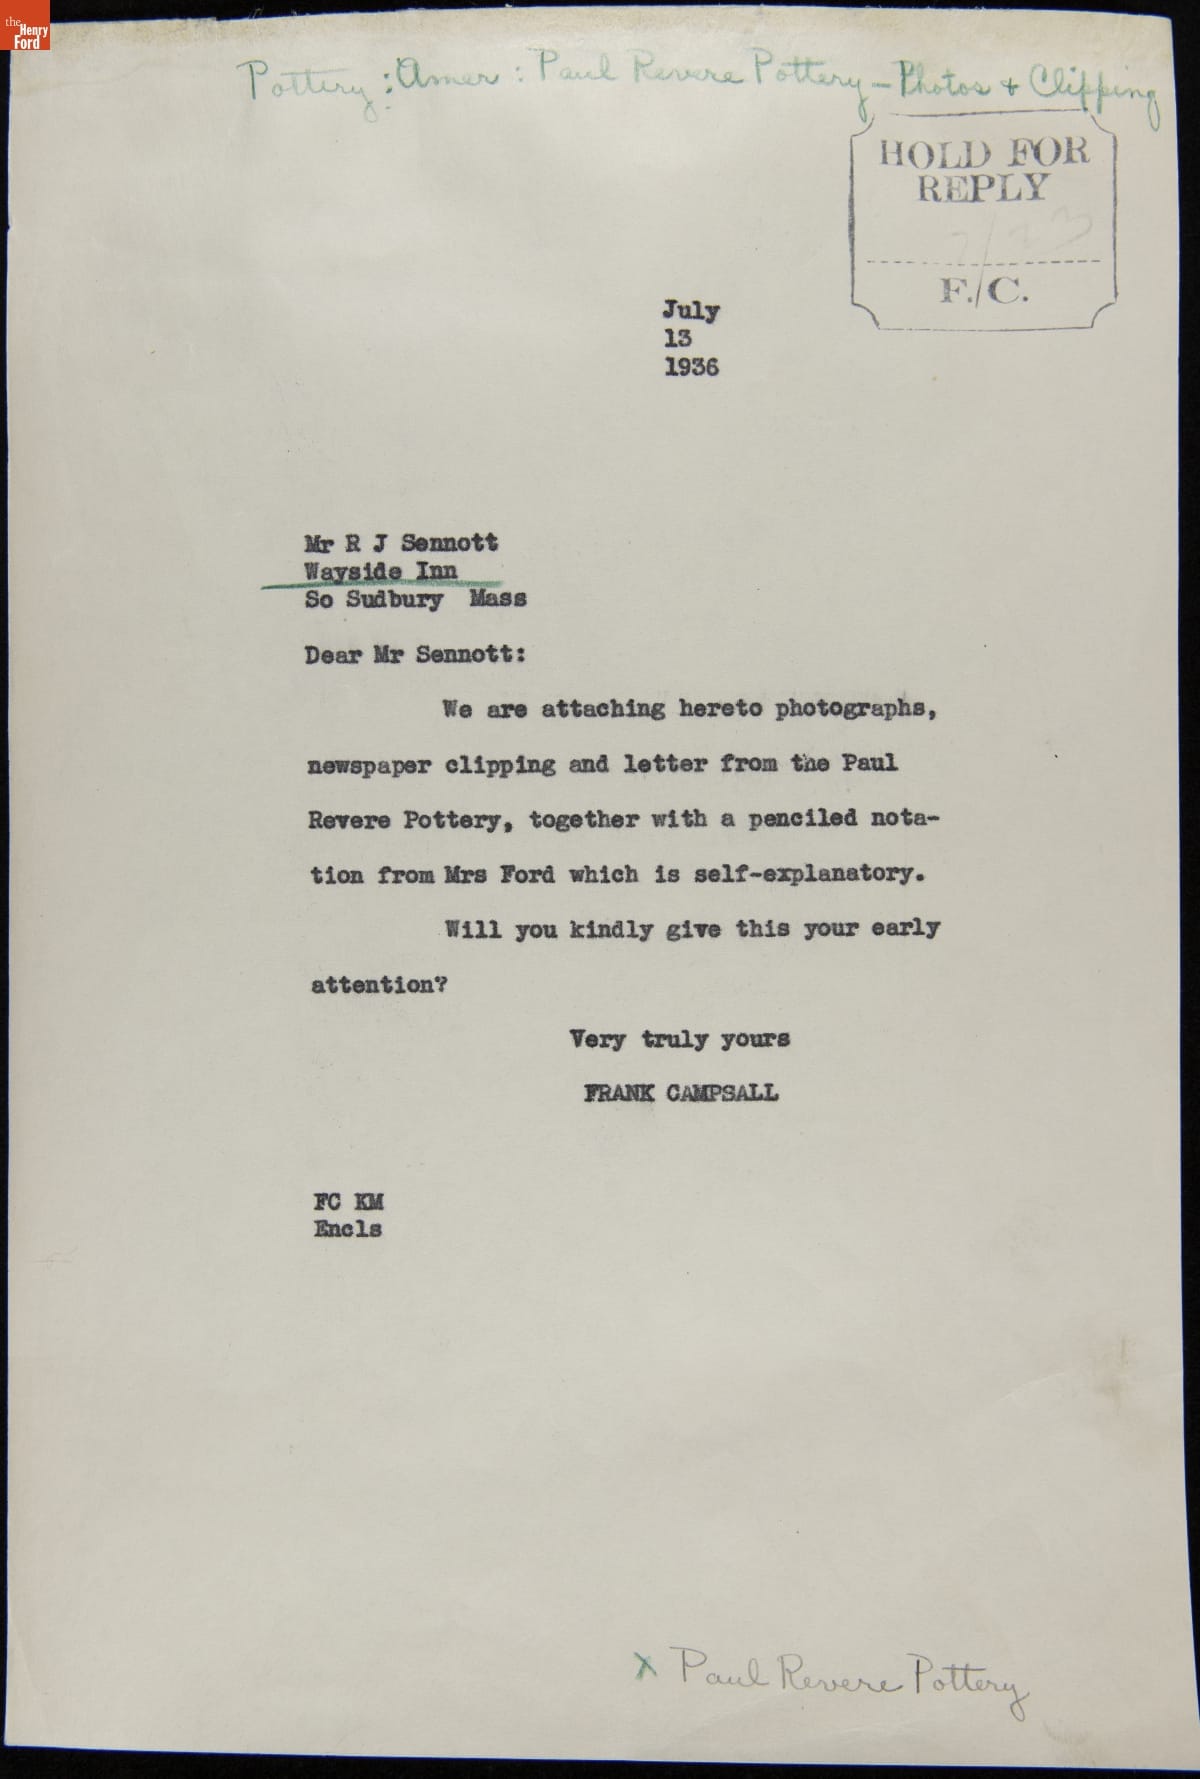 the
Henry
Ford
Pottery : Amer : Paul Revere Pottery – Photos + Clipping
HOLD FOR
REPLY
7/23
F. C.
July
13
1936
Mr R J Sennott
Wayside Inn
So Sudbury Mass
Dear Mr Sennott:
We are attaching hereto photographs,
newspaper clipping and letter from the Paul
Revere Pottery, together with a penciled nota-
tion from Mrs Ford which is self-explanatory.
Will you kindly give this your early
attention?
Very truly yours
FRANK CAMPSALL
FC KM
Encls
x Paul Revere Pottery